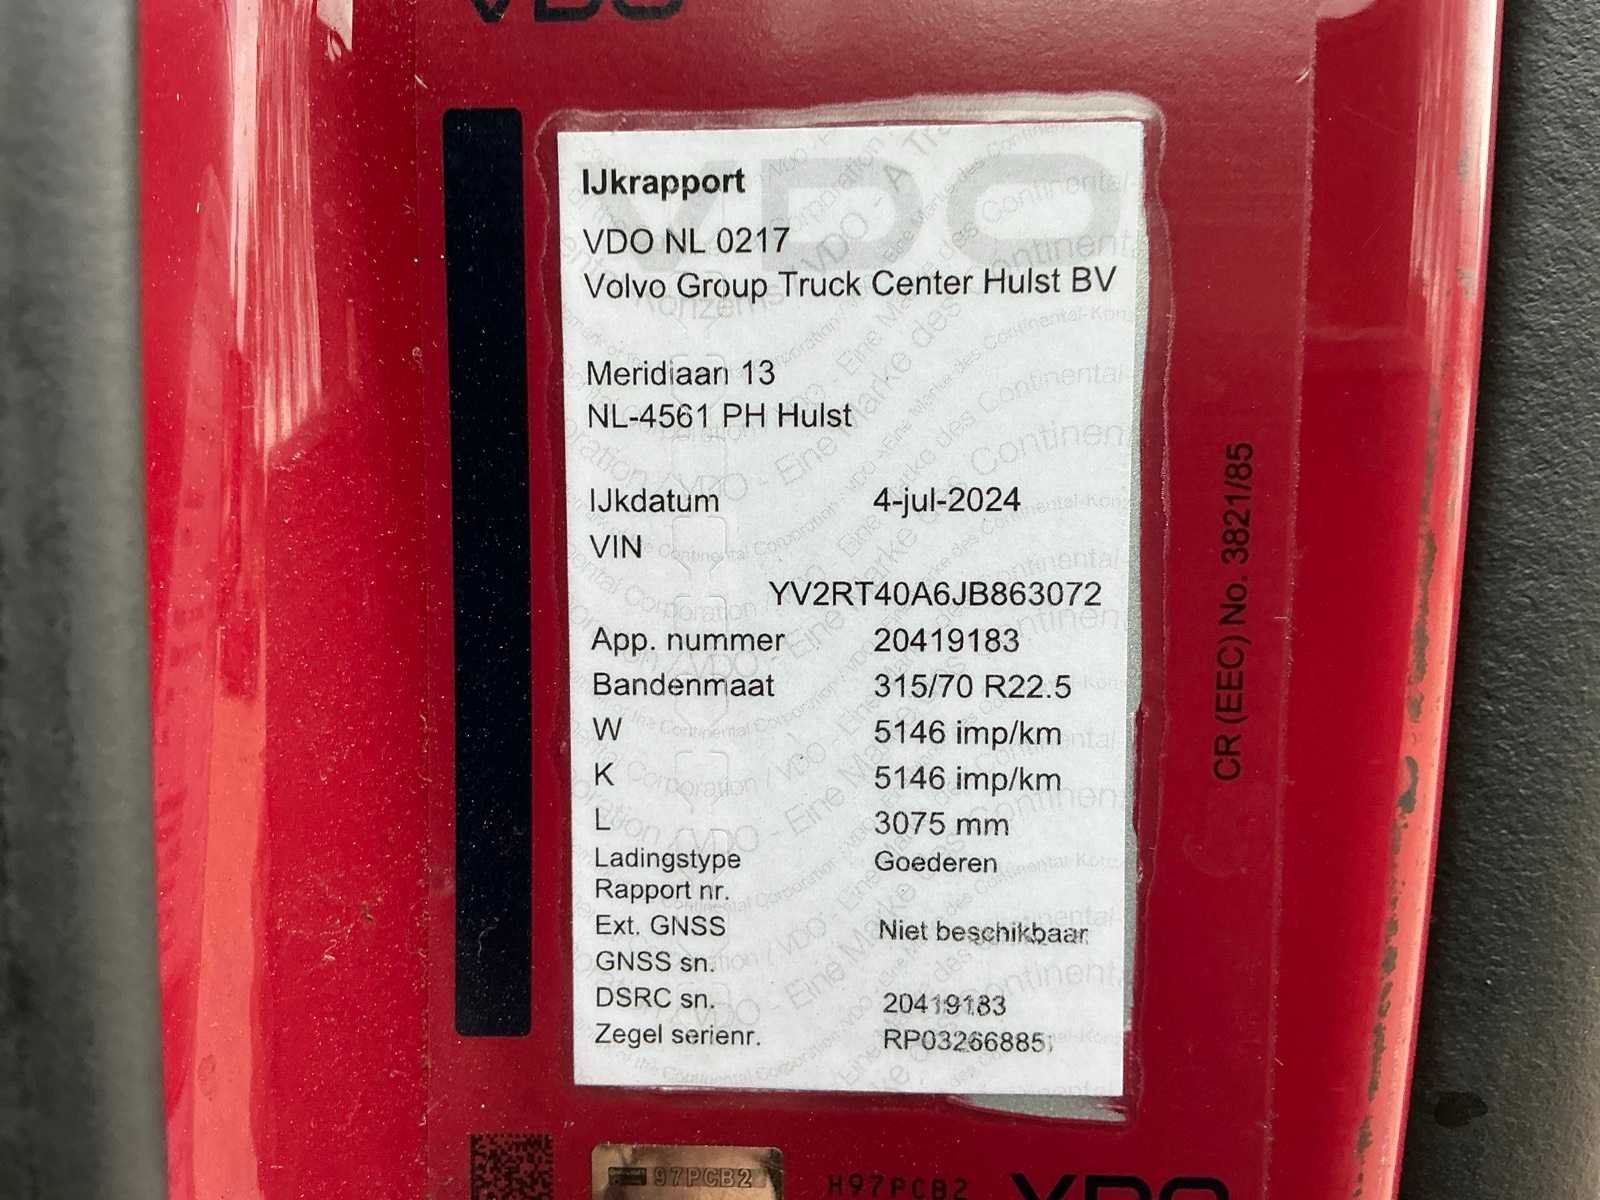 VDO
IJkrapport
VDO NL 0217
Volvo Group Truck Center Hulst BV
Meridiaan 13
NL-4561 PH Hulst
IJkdatum 4-jul-2024
VIN
YV2RT40A6JB863072
App. nummer 20419183
Bandenmaat 315/70 R22.5
W 5146 imp/km
K 5146 imp/km
L 3075 mm
Ladingstype Goederen
Rapport nr.
Ext. GNSS Niet beschikbaar
GNSS sn.
DSRC sn. 20419183
Zegel serienr. RP03266885
CR (EEC) No. 3821/85
97PCB2
H97PCB2
VDO